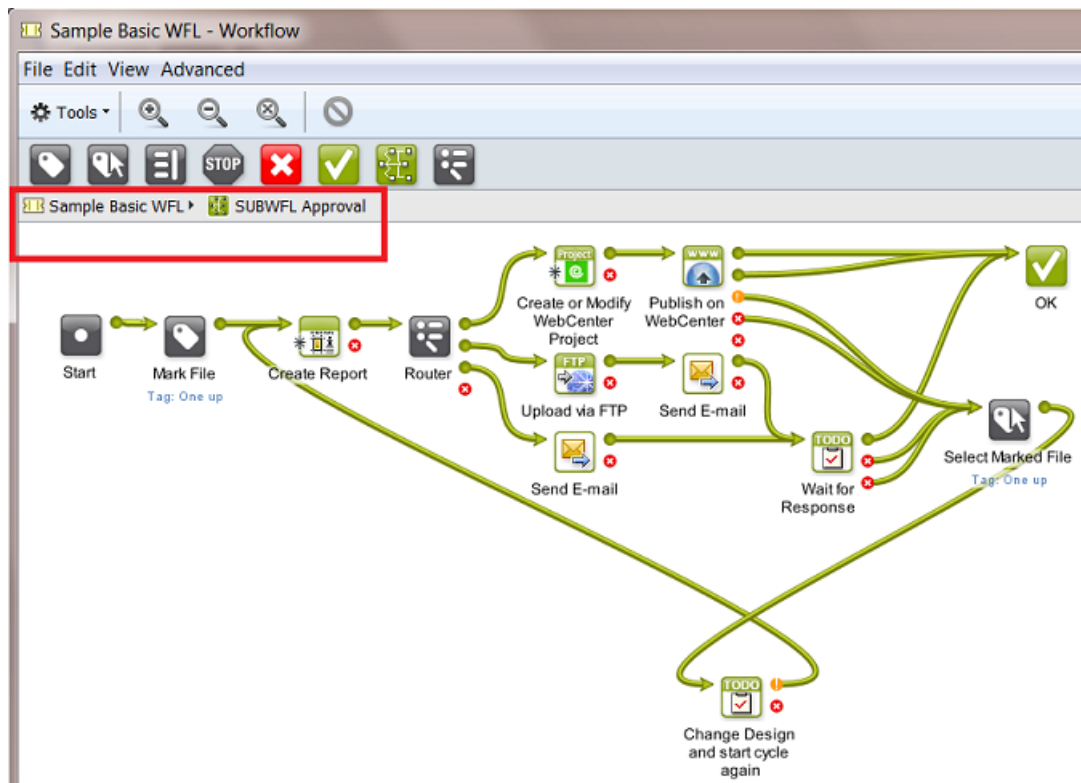 Sample Basic WFL - Workflow
File Edit View Advanced
Tools
STOP
Sample Basic WFL SUBWFL Approval
Start
Mark File
Tag: One up
Create Report
Router
Project
Create or Modify
WebCenter
Project
WWW
Publish on
WebCenter
OK
FTP
Upload via FTP
Send E-mail
Send E-mail
TODO
Wait for
Response
Select Marked File
Tag: One up
TODO
Change Design
and start cycle
again